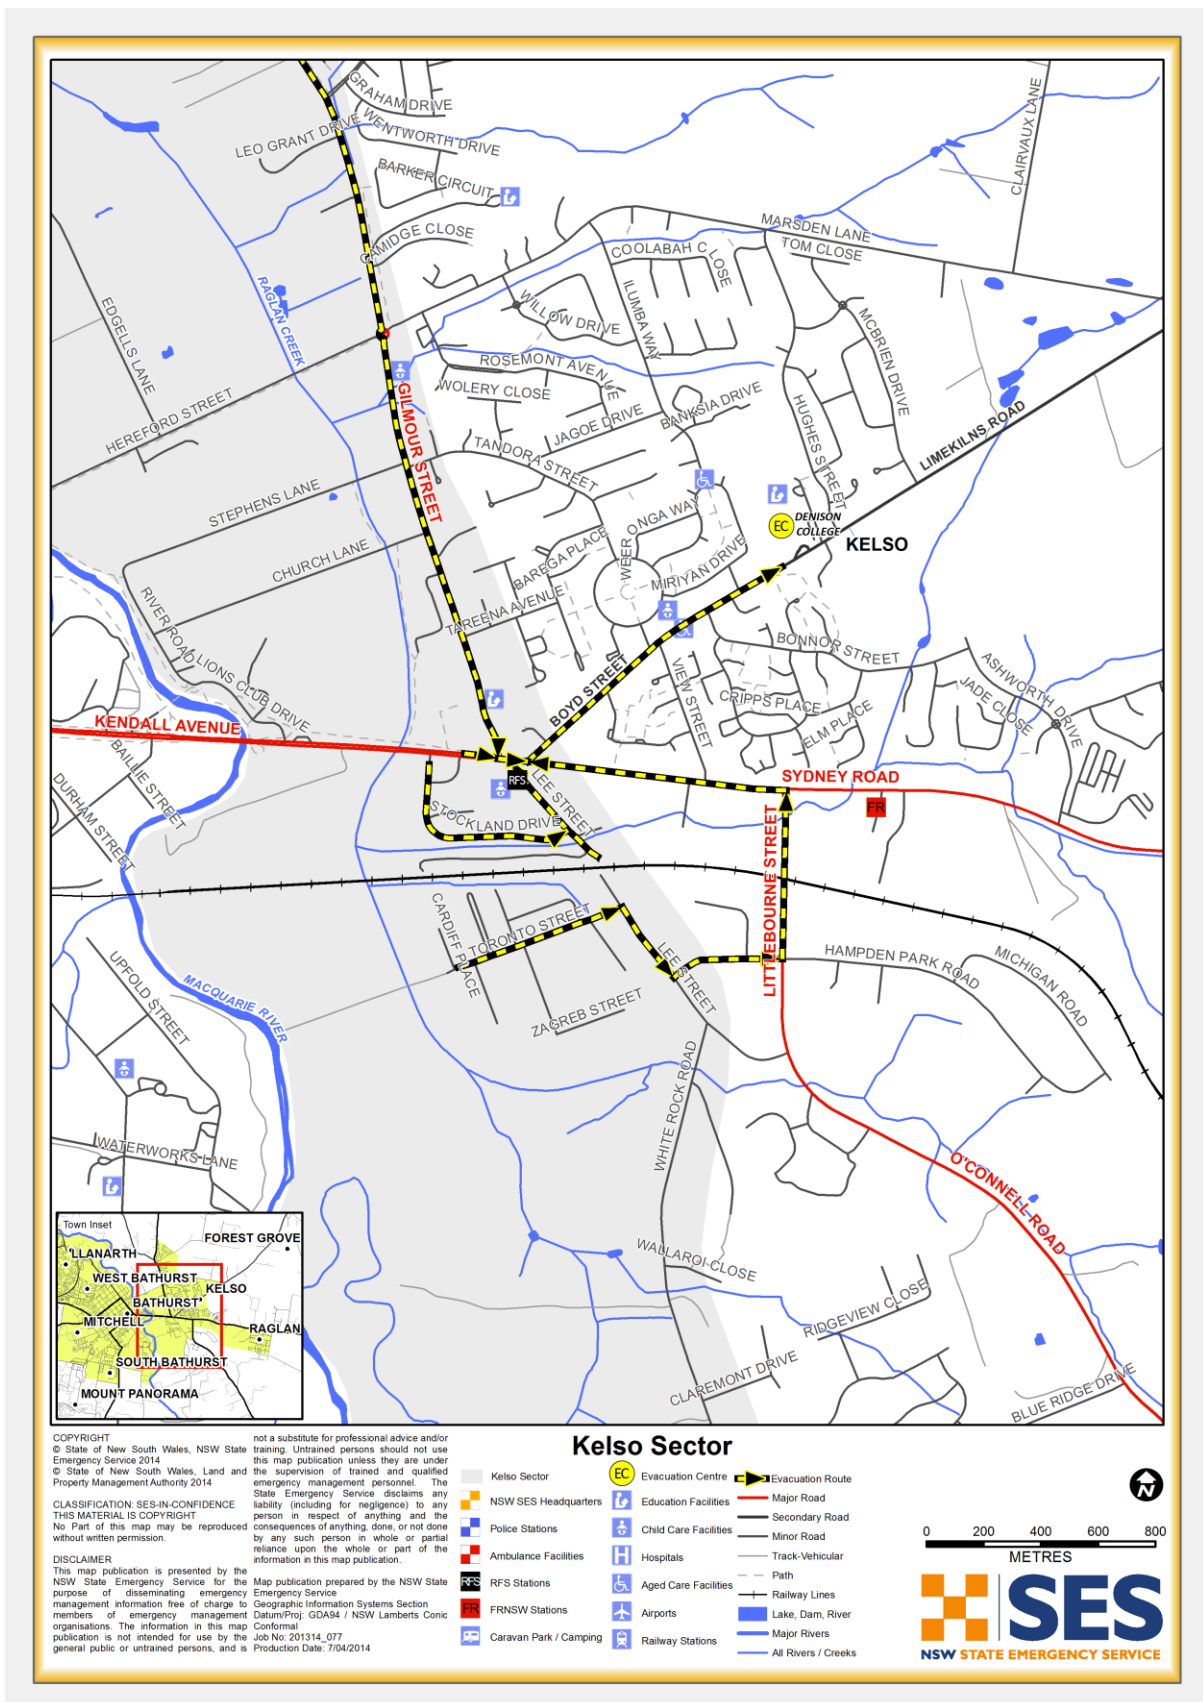 GRAHAM DRIVE
LEO GRANT DRIVE
WENTWORTH DRIVE
BARKER CIRCUIT
CAMIDGE CLOSE
CLAIRVAUX LANE
MARSDEN LANE
TOM CLOSE
COOLABAH CLOSE
RAGLAN CREEK
EDGELLS LANE
WILLOW DRIVE
ILUMBA WAY
MCBRIEN DRIVE
ROSEMONT AVENUE
WOLERY CLOSE
HEREFORD STREET
GILMOUR STREET
JAGOE DRIVE
BANKSIA DRIVE
HUGHES STREET
LIMEKILNS ROAD
TANDORA STREET
STEPHENS LANE
EC
DENISON
COLLEGE
KELSO
WEERONGA WAY
CHURCH LANE
BAREGA PLACE
MIRIYAN DRIVE
TAREENA AVENUE
RIVER ROAD
LIONS CLUB DRIVE
BONNOR STREET
ASHWORTH DRIVE
JADE CLOSE
VIEW STREET
BOYD STREET
CRIPPS PLACE
ELM PLACE
KENDALL AVENUE
BAILLIE STREET
DURHAM STREET
RFS
LEE STREET
STOCKLAND DRIVE
SYDNEY ROAD
FR
LITTLEBOURNE STREET
CARDIFF PLACE
TORONTO STREET
LEE STREET
HAMPDEN PARK ROAD
MICHIGAN ROAD
UPFOLD STREET
MACQUARIE RIVER
ZAGREB STREET
WHITE ROCK ROAD
WATERWORKS LANE
O'CONNELL ROAD
WALLAROI CLOSE
RIDGEVIEW CLOSE
CLAREMONT DRIVE
BLUE RIDGE DRIVE
Town Inset
FOREST GROVE
LLANARTH
WEST BATHURST
KELSO
BATHURST
MITCHELL
RAGLAN
SOUTH BATHURST
MOUNT PANORAMA
COPYRIGHT
© State of New South Wales, NSW State
Emergency Service 2014
© State of New South Wales, Land and
Property Management Authority 2014
CLASSIFICATION: SES-IN-CONFIDENCE
THIS MATERIAL IS COPYRIGHT
No Part of this map may be reproduced
without written permission.
DISCLAIMER
This map publication is presented by the
NSW State Emergency Service for the
purpose of disseminating emergency
management information free of charge to
members of emergency management
organisations. The information in this map
publication is not intended for use by the
general public or untrained persons, and is
not a substitute for professional advice and/or
training. Untrained persons should not use
this map publication unless they are under
the supervision of trained and qualified
emergency management personnel. The
State Emergency Service disclaims any
liability (including for negligence) to any
person in respect of anything and the
consequences of anything, done, or not done
by any such person in whole or partial
reliance upon the whole or part of the
information in this map publication.
Map publication prepared by the NSW State
Emergency Service
Geographic Information Systems Section
Datum/Proj: GDA94 / NSW Lamberts Conic
Conformal
Job No: 201314_077
Production Date: 7/04/2014
Kelso Sector
Kelso Sector
NSW SES Headquarters
Police Stations
Ambulance Facilities
RFS RFS Stations
FR FRNSW Stations
Caravan Park / Camping
EC Evacuation Centre
Education Facilities
Child Care Facilities
H Hospitals
Aged Care Facilities
Airports
Railway Stations
Evacuation Route
Major Road
Secondary Road
Minor Road
Track-Vehicular
Path
Railway Lines
Lake, Dam, River
Major Rivers
All Rivers / Creeks
N
0 200 400 600 800
METRES
SES
NSW STATE EMERGENCY SERVICE